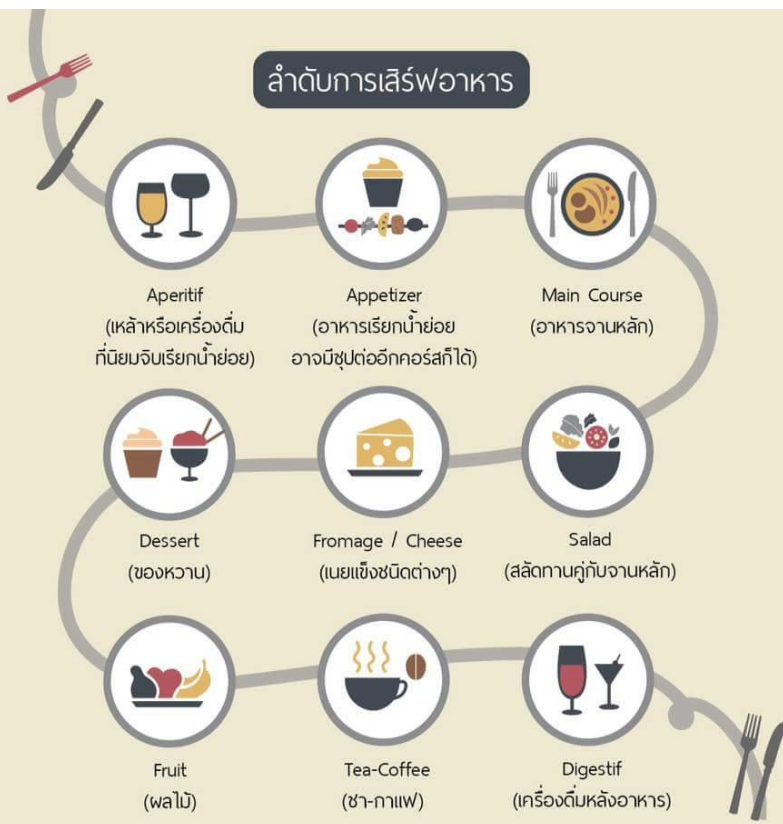 ลำดับการเสิร์ฟอาหาร
Aperitif
(เหล้าหรือเครื่องดื่ม
ที่นิยมจิบเรียกน้ำย่อย)
Appetizer
(อาหารเรียกน้ำย่อย
อาจมีซุปต่ออีกคอร์สก็ได้)
Main Course
(อาหารจานหลัก)
Salad
(สลัดทานคู่กับจานหลัก)
Fromage / Cheese
(เนยแข็งชนิดต่างๆ)
Dessert
(ของหวาน)
Fruit
(ผลไม้)
Tea-Coffee
(ชา-กาแฟ)
Digestif
(เครื่องดื่มหลังอาหาร)